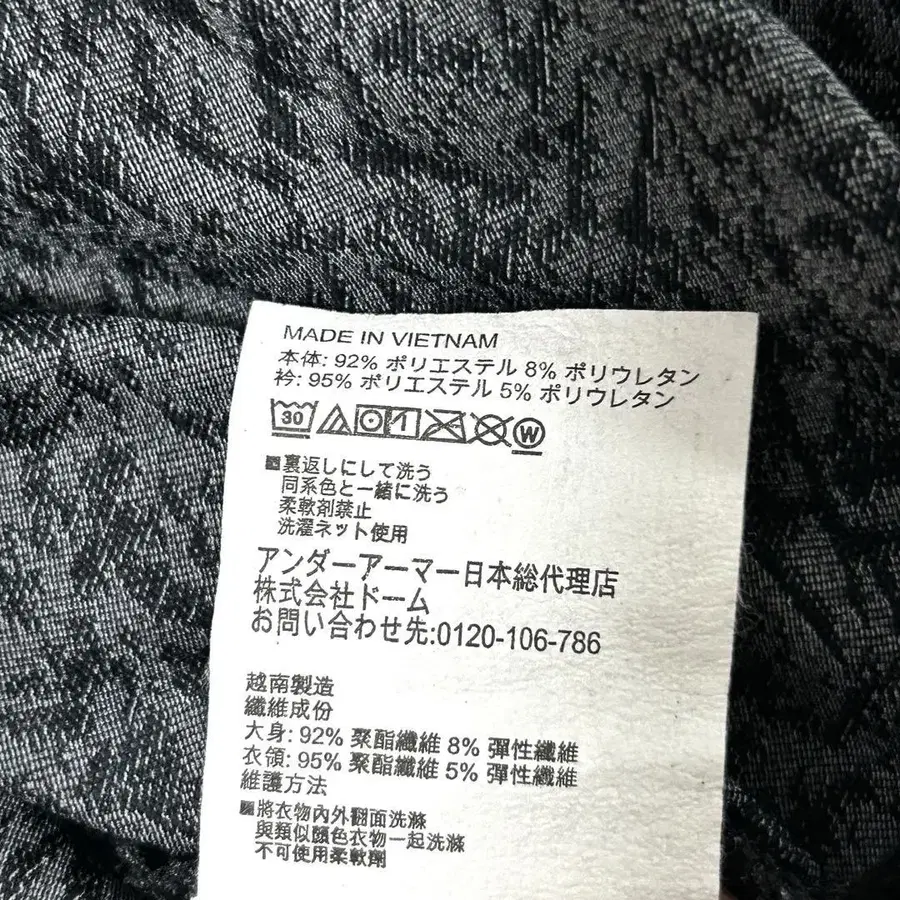 MADE IN VIETNAM
本体: 92% ポリエステル 8% ポリウレタン
衿: 95% ポリエステル 5% ポリウレタン
30 W
■裏返しにして洗う
同系色と一緒に洗う
柔軟剤禁止
洗濯ネット使用
アンダーアーマー日本総代理店
株式会社ドーム
お問い合わせ先:0120-106-786
越南製造
纖維成份
大身: 92% 聚酯纖維 8% 彈性纖維
衣領: 95% 聚酯纖維 5% 彈性纖維
維護方法
■將衣物內外翻面洗滌
與類似顏色衣物一起洗滌
不可使用柔軟劑